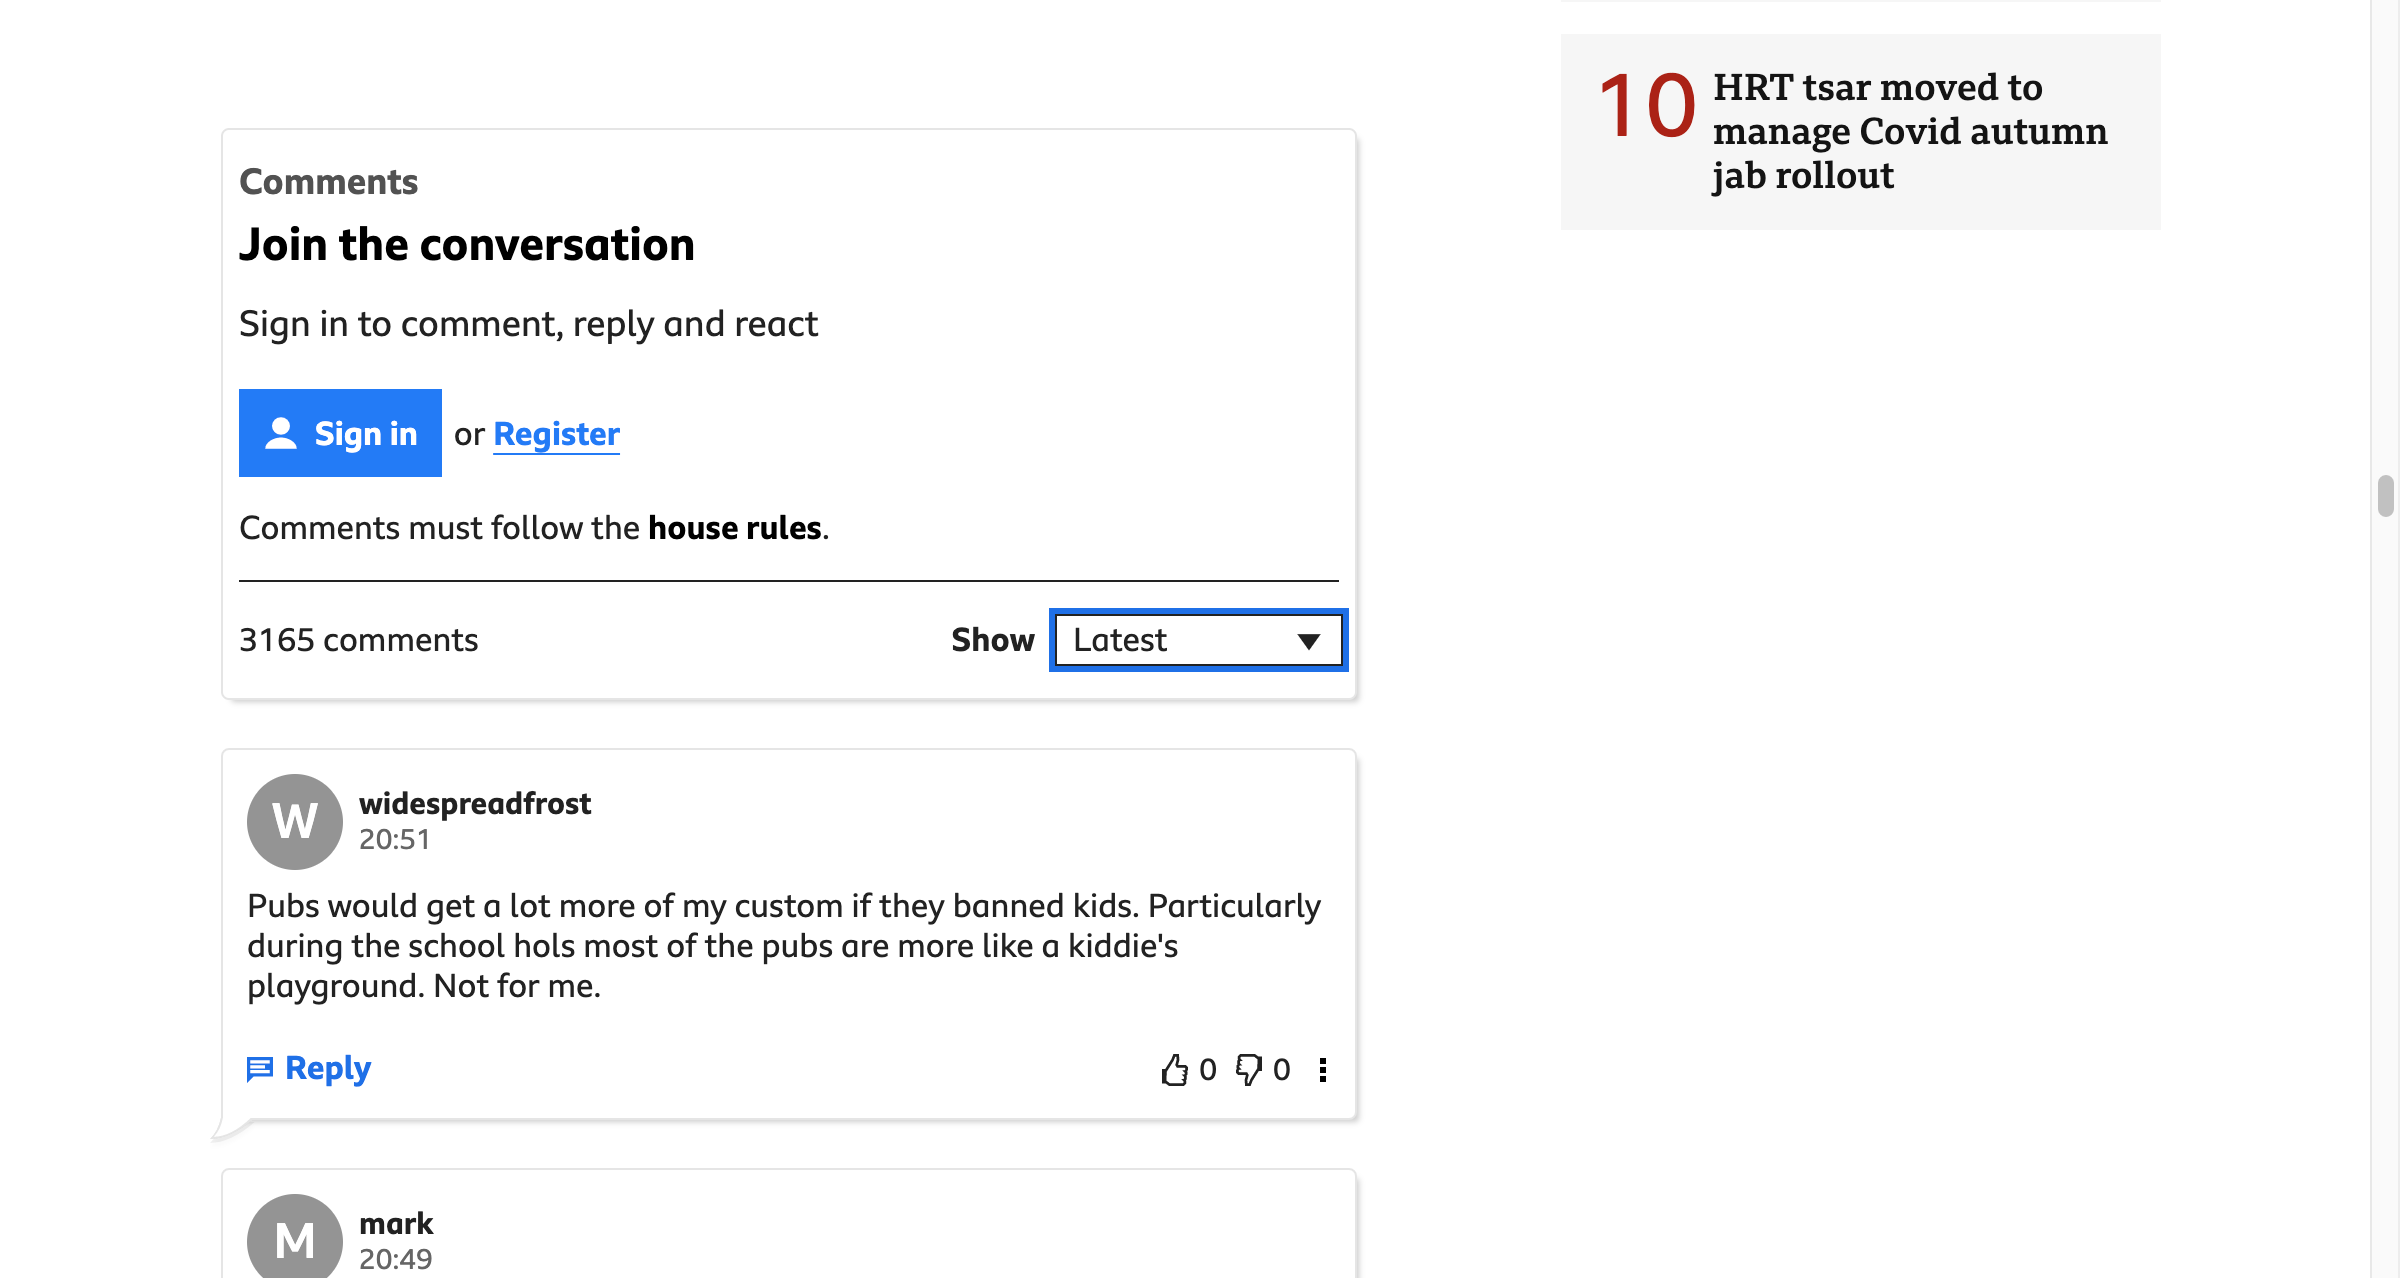 Comments
Join the conversation
Sign in to comment, reply and react
Sign in or Register
Comments must follow the house rules.
3165 comments Show Latest
W widespreadfrost
20:51
Pubs would get a lot more of my custom if they banned kids. Particularly
during the school hols most of the pubs are more like a kiddie's
playground. Not for me.
Reply 0 0
M mark
20:49
10 HRT tsar moved to
manage Covid autumn
jab rollout